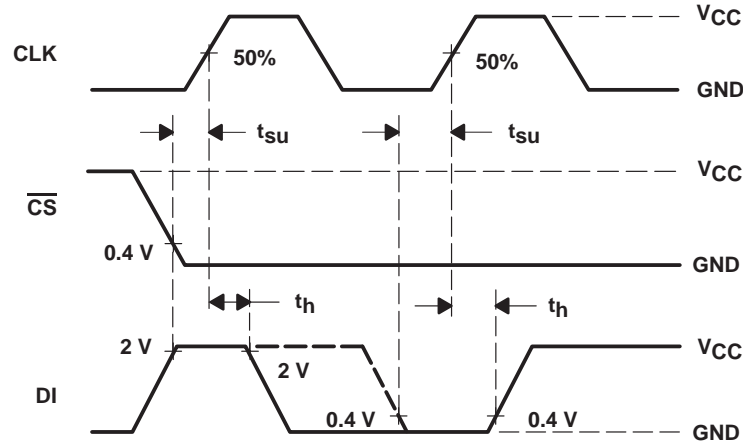 VCC
CLK
50%
50%
GND
tsu
tsu
VCC
CS
0.4 V
GND
th
th
2 V
VCC
2 V
DI
0.4 V
0.4 V
GND